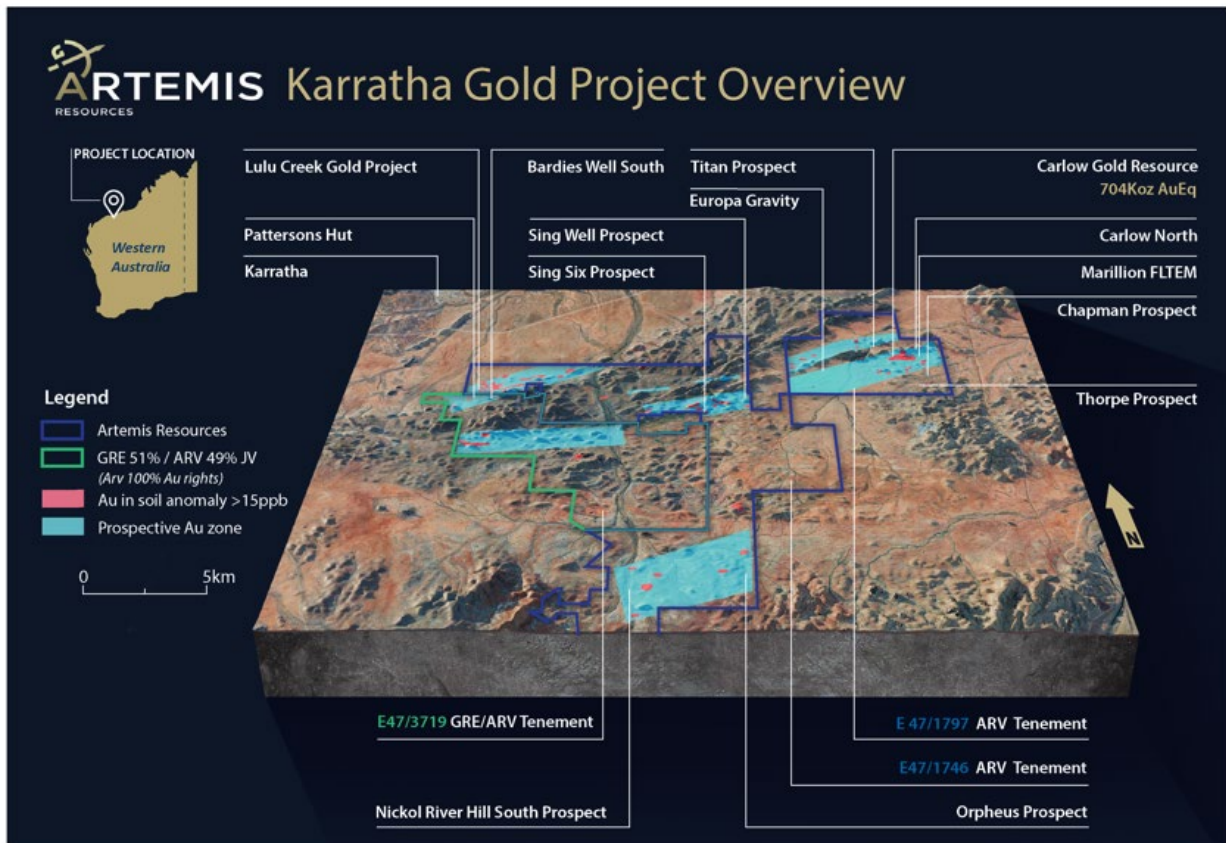 ARTEMIS
RESOURCES
Karratha Gold Project Overview
PROJECT LOCATION
Western
Australia
Lulu Creek Gold Project
Pattersons Hut
Karratha
Bardies Well South
Sing Well Prospect
Sing Six Prospect
Titan Prospect
Europa Gravity
Carlow Gold Resource
704Koz AuEq
Carlow North
Marillion FLTEM
Chapman Prospect
Thorpe Prospect
Legend
Artemis Resources
GRE 51% / ARV 49% JV
(Arv 100% Au rights)
Au in soil anomaly >15ppb
Prospective Au zone
0 5km
N
E47/3719 GRE/ARV Tenement
E 47/1797 ARV Tenement
E47/1746 ARV Tenement
Nickol River Hill South Prospect
Orpheus Prospect